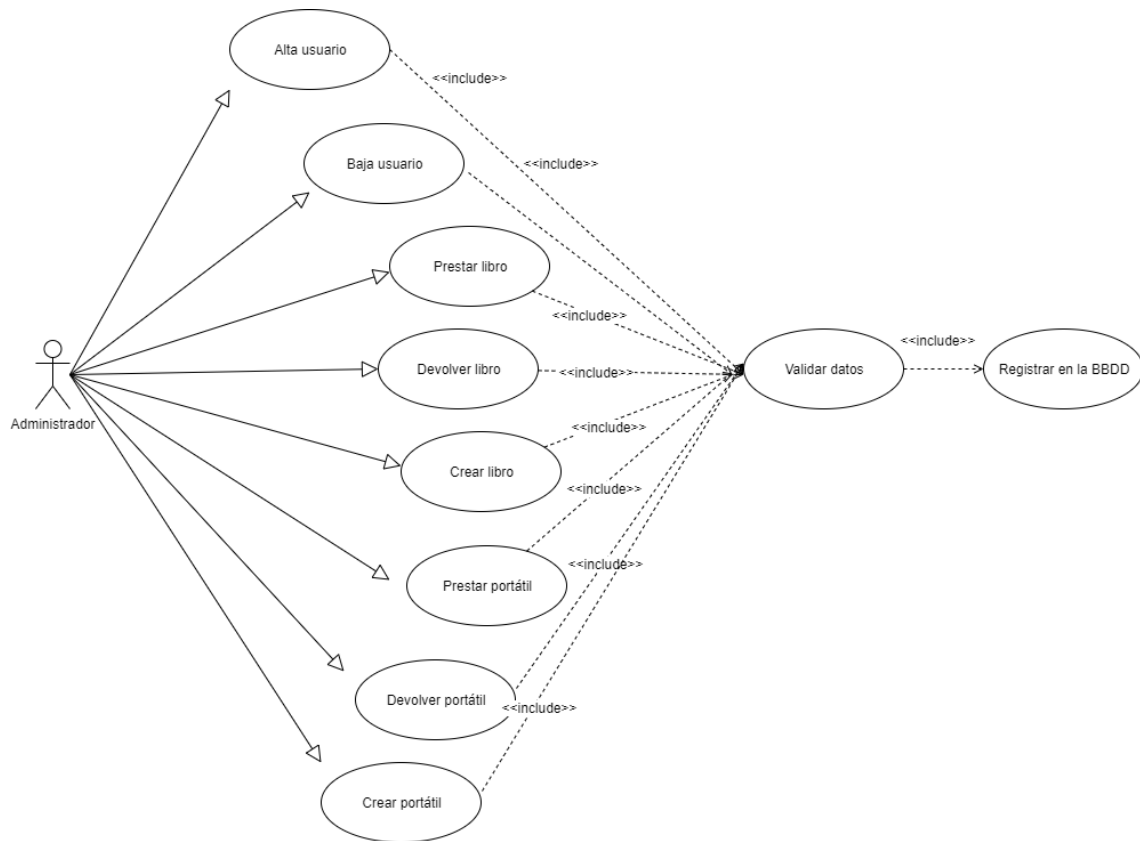 Alta usuario
<<include>>
Baja usuario
<<include>>
Prestar libro
<<include>>
Devolver libro
<<include>>
Validar datos
<<include>>
Registrar en la BBDD
Administrador
Crear libro
<<include>>
<<include>>
Prestar portátil
<<include>>
Devolver portátil
<<include>>
Crear portátil